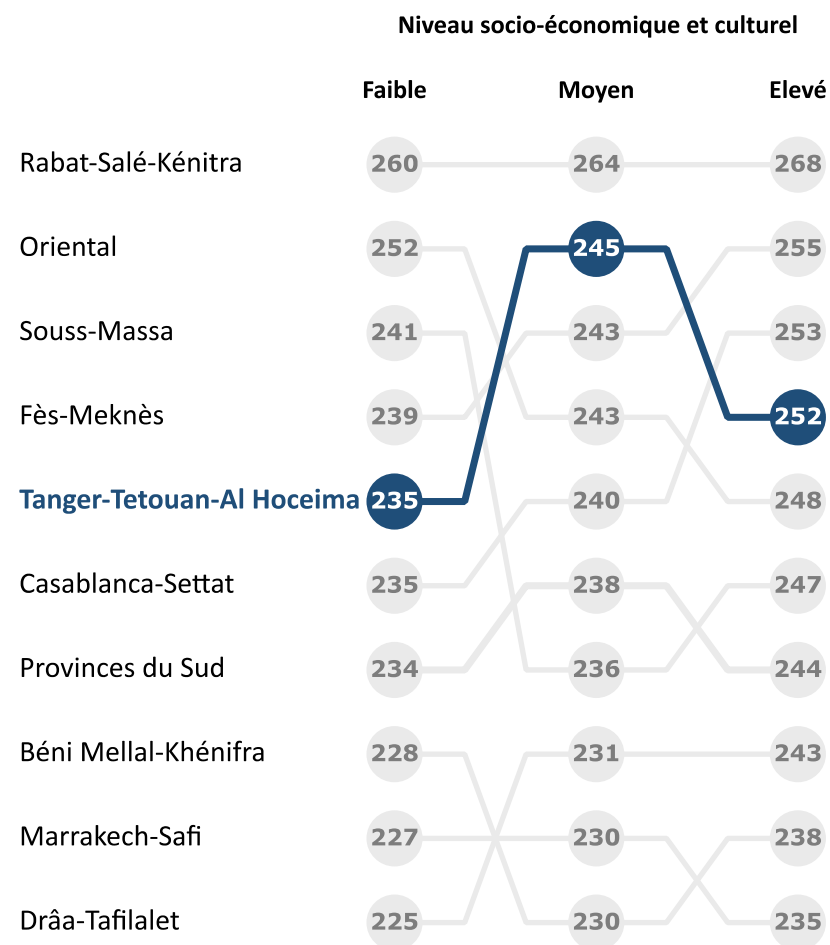 Niveau socio-économique et culturel
Faible Moyen Elevé
Rabat-Salé-Kénitra 260 264 268
Oriental 252 245 255
Souss-Massa 241 243 253
Fès-Meknès 239 243 252
Tanger-Tetouan-Al Hoceima 235 240 248
Casablanca-Settat 235 238 247
Provinces du Sud 234 236 244
Béni Mellal-Khénifra 228 231 243
Marrakech-Safi 227 230 238
Drâa-Tafilalet 225 230 235